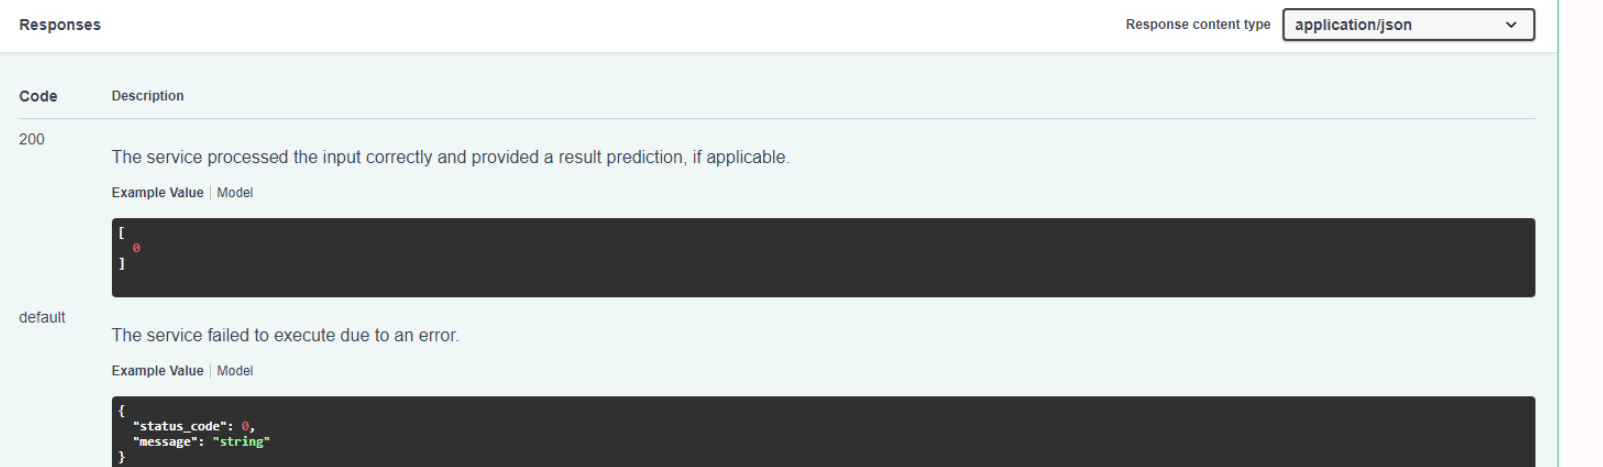 Responses
Response content type application/json
Code Description
200
The service processed the input correctly and provided a result prediction, if applicable.
Example Value Model
[
0
]
default
The service failed to execute due to an error.
Example Value Model
{
"status_code": 0,
"message": "string"
}